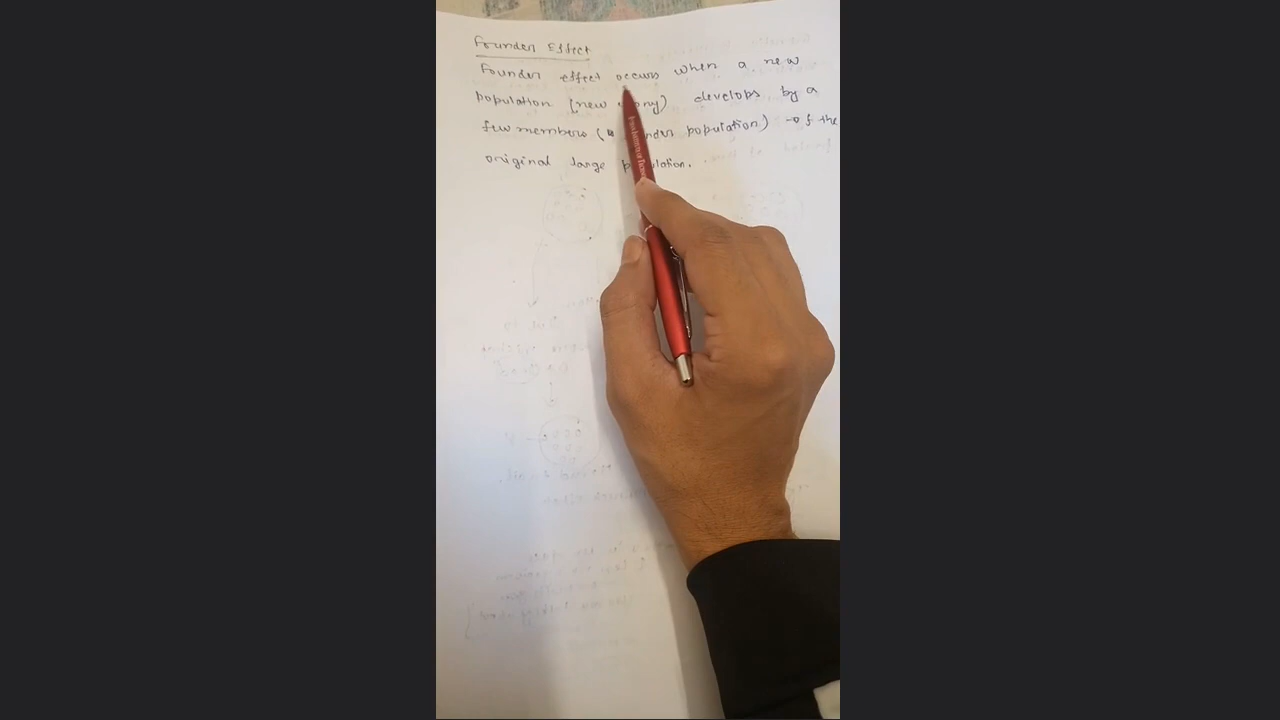 Founder Effect
Founder effect occurs when a new
population [new colony) develops by a
few members ( founder population) of the
original large population.